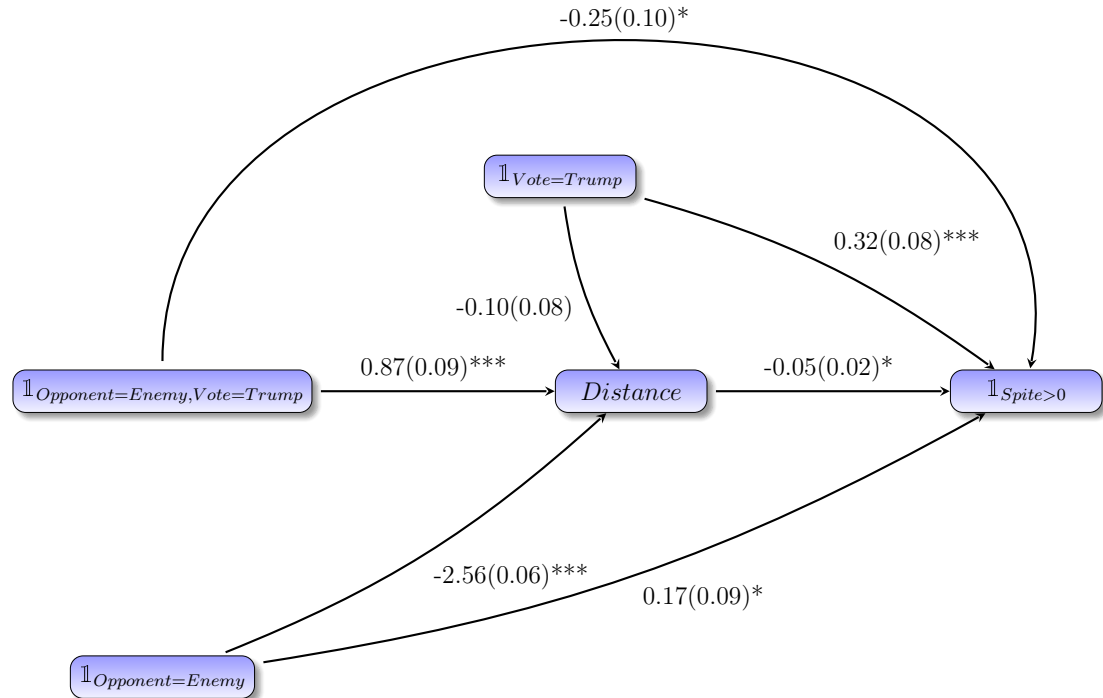 -0.25(0.10)*
𝟙Vote=Trump
0.32(0.08)***
-0.10(0.08)
0.87(0.09)***
-0.05(0.02)*
𝟙Opponent=Enemy,Vote=Trump
Distance
𝟙Spite>0
-2.56(0.06)***
0.17(0.09)*
𝟙Opponent=Enemy